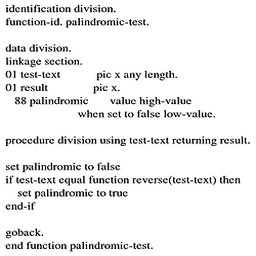 identification division.
function-id. palindromic-test.
data division.
linkage section.
01 test-text pic x any length.
01 result pic x.
88 palindromic value high-value
when set to false low-value.
procedure division using test-text returning result.
set palindromic to false
if test-text equal function reverse(test-text) then
set palindromic to true
end-if
goback.
end function palindromic-test.